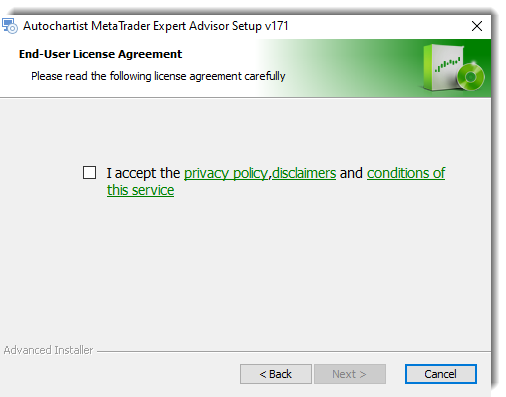 Autochartist MetaTrader Expert Advisor Setup v171
End-User License Agreement
Please read the following license agreement carefully
I accept the privacy policy,disclaimers and conditions of
this service
Advanced Installer
< Back
Next >
Cancel